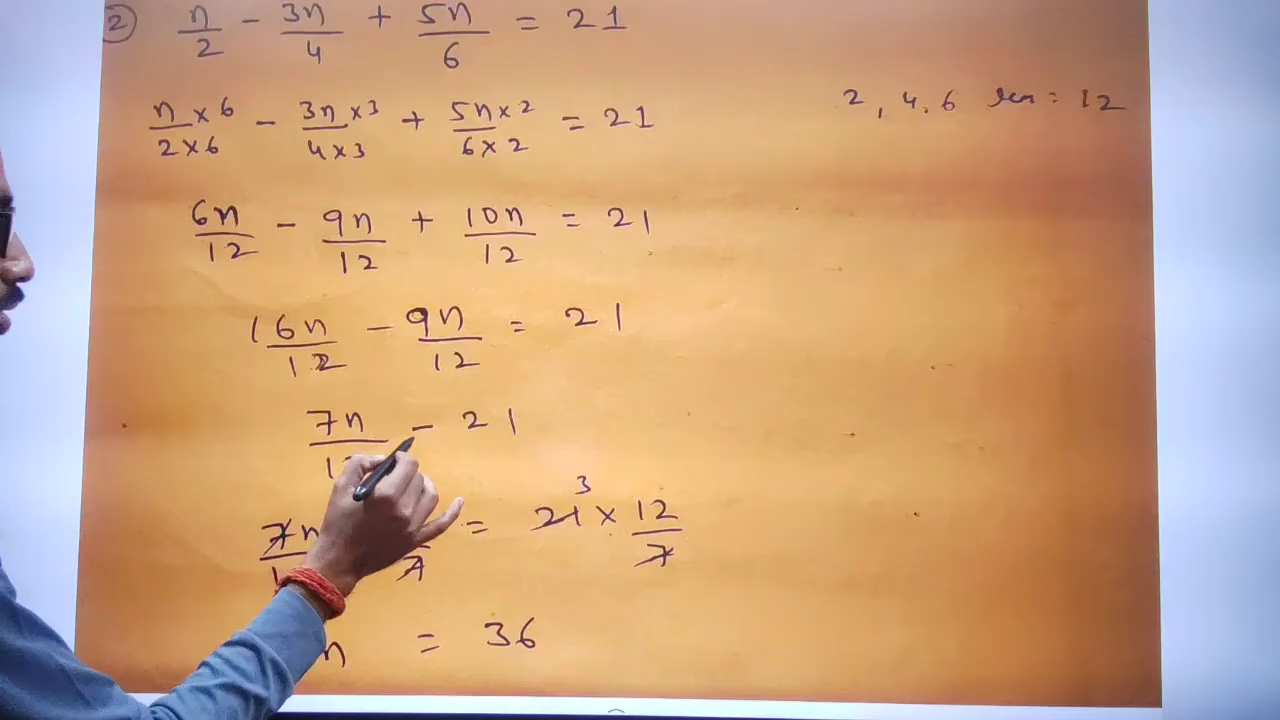 ② n/2 - 3n/4 + 5n/6 = 21
n×6/2×6 - 3n×3/4×3 + 5n×2/6×2 = 21
2, 4, 6 = 12
6n/12 - 9n/12 + 10n/12 = 21
16n/12 - 9n/12 = 21
7n/1 - 21
7n = 21 3 × 12/7
7
n = 36